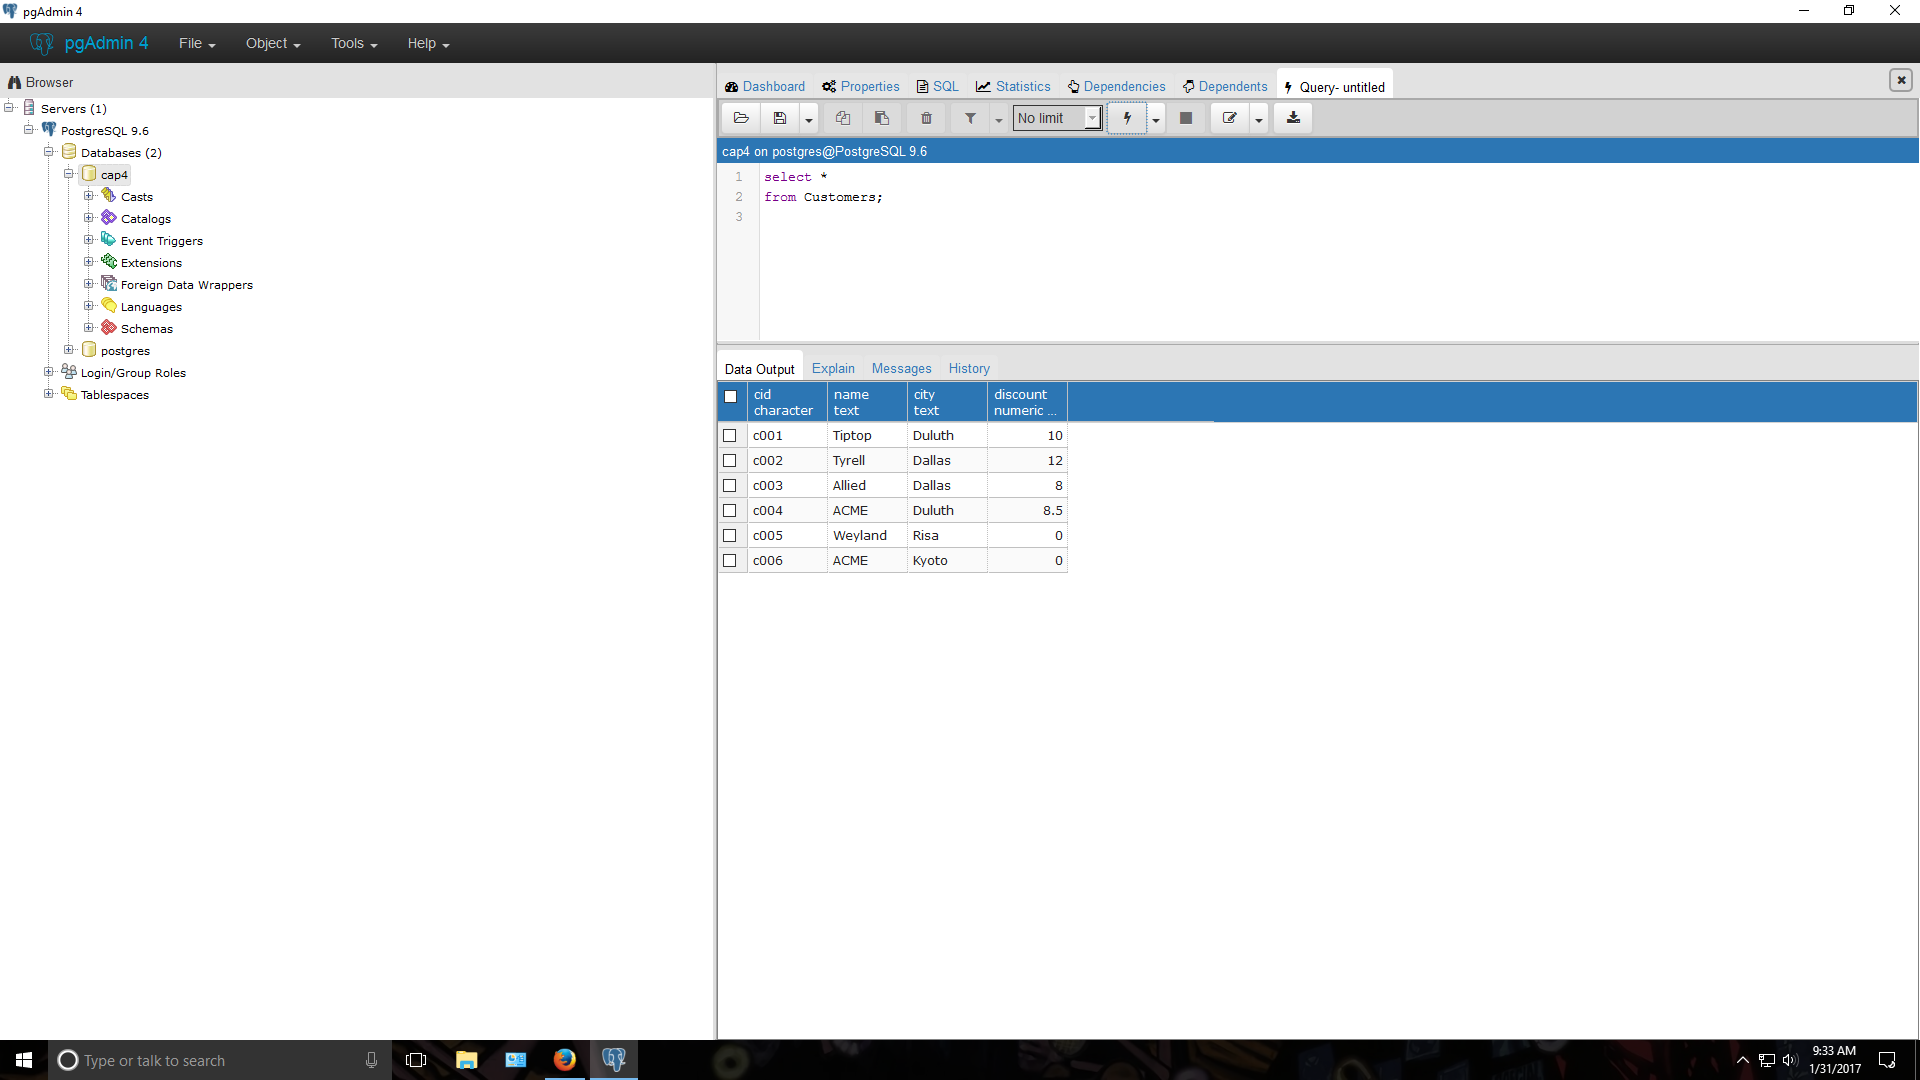 pgAdmin 4
pgAdmin 4 File Object Tools Help
Browser
Servers (1)
PostgreSQL 9.6
Databases (2)
cap4
Casts
Catalogs
Event Triggers
Extensions
Foreign Data Wrappers
Languages
Schemas
postgres
Login/Group Roles
Tablespaces
Dashboard Properties SQL Statistics Dependencies Dependents Query- untitled
No limit
cap4 on postgres@PostgreSQL 9.6
1 select *
2 from Customers;
3
Data Output Explain Messages History
cid name city discount
character text text numeric ...
c001 Tiptop Duluth 10
c002 Tyrell Dallas 12
c003 Allied Dallas 8
c004 ACME Duluth 8.5
c005 Weyland Risa 0
c006 ACME Kyoto 0
Type or talk to search
9:33 AM
1/31/2017